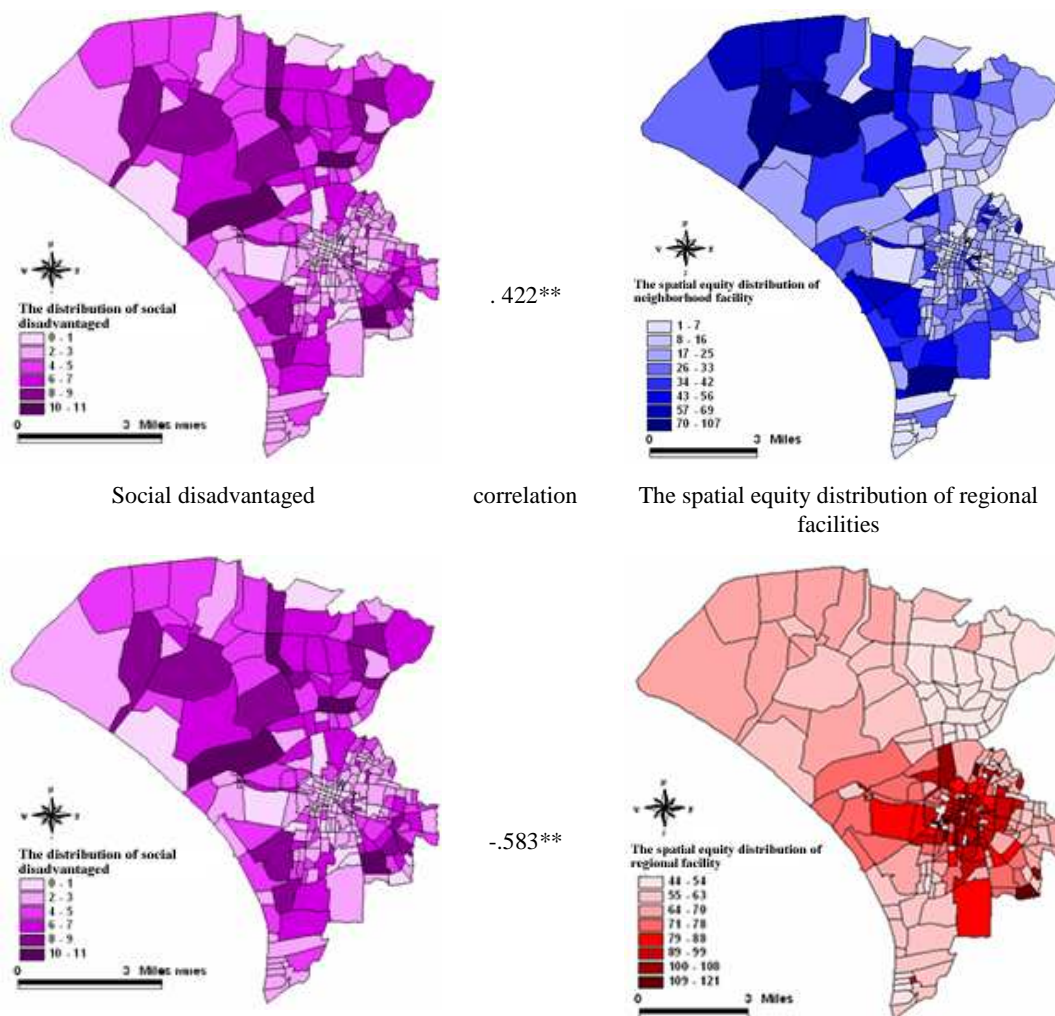 N
W E
The distribution of social
disadvantaged
0 - 1
2 - 3
4 - 5
6 - 7
8 - 9
10 - 11
0 3 Miles
. 422**
N
W E
The spatial equity distribution of
neighborhood facility
1 - 7
8 - 16
17 - 25
26 - 33
34 - 42
43 - 56
57 - 69
70 - 107
0 3 Miles
Social disadvantaged correlation The spatial equity distribution of regional
facilities
N
W E
The distribution of social
disadvantaged
0 - 1
2 - 3
4 - 5
6 - 7
8 - 9
10 - 11
0 3 Miles
-.583**
N
W E
The spatial equity distribution of
regional facility
44 - 54
55 - 63
64 - 70
71 - 78
79 - 88
89 - 99
100 - 108
109 - 121
0 3 Miles